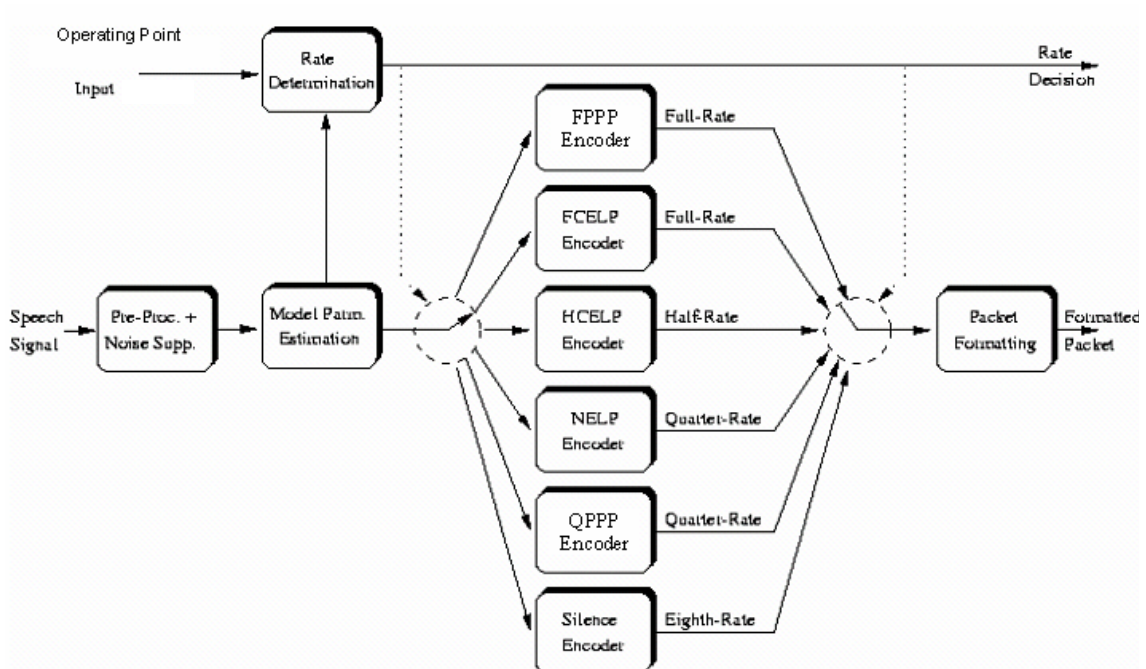 Operating Point
Input
Rate
Determination
Rate
Decision
FPPP
Encoder
Full-Rate
FCELP
Encoder
Full-Rate
Speech
Signal
Pre-Proc. +
Noise Supp.
Model Param.
Estimation
HCELP
Encoder
Half-Rate
Packet
Formatting
Formatted
Packet
NELP
Encoder
Quarter-Rate
QPPP
Encoder
Quarter-Rate
Silence
Encoder
Eighth-Rate